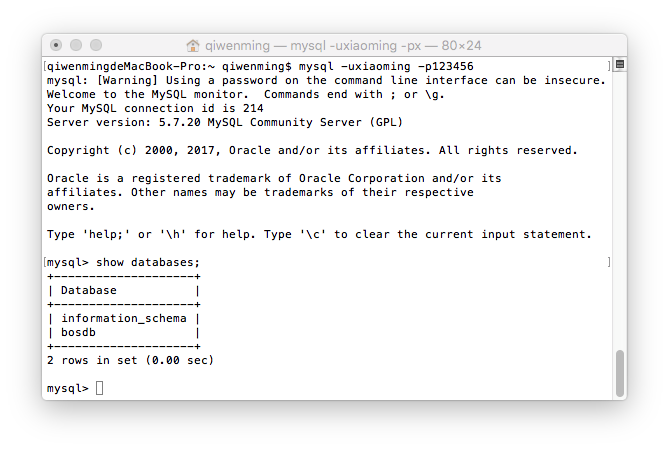 qiwenming — mysql -uxiaoming -px — 80×24
[qiwenmingdeMacBook-Pro:~ qiwenming$ mysql -uxiaoming -p123456 ]
mysql: [Warning] Using a password on the command line interface can be insecure.
Welcome to the MySQL monitor.  Commands end with ; or \g.
Your MySQL connection id is 214
Server version: 5.7.20 MySQL Community Server (GPL)

Copyright (c) 2000, 2017, Oracle and/or its affiliates. All rights reserved.

Oracle is a registered trademark of Oracle Corporation and/or its
affiliates. Other names may be trademarks of their respective
owners.

Type 'help;' or '\h' for help. Type '\c' to clear the current input statement.

[mysql> show databases; ]
+--------------------+
| Database           |
+--------------------+
| information_schema |
| bosdb              |
+--------------------+
2 rows in set (0.00 sec)

mysql>